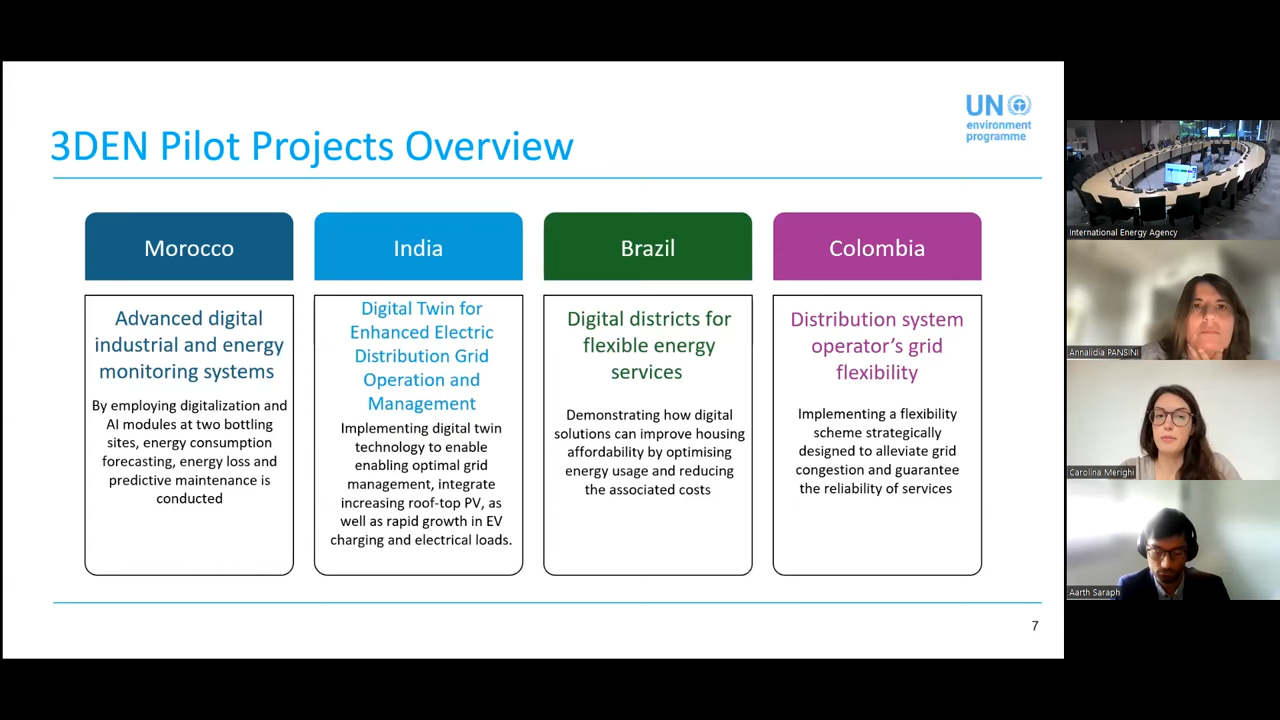 UN
environment
programme
3DEN Pilot Projects Overview
Morocco
Advanced digital
industrial and energy
monitoring systems
By employing digitalization and
AI modules at two bottling
sites, energy consumption
forecasting, energy loss and
predictive maintenance is
conducted
India
Digital Twin for
Enhanced Electric
Distribution Grid
Operation and
Management
Implementing digital twin
technology to enable
enabling optimal grid
management, integrate
increasing roof-top PV, as
well as rapid growth in EV
charging and electrical loads.
Brazil
Digital districts for
flexible energy
services
Demonstrating how digital
solutions can improve housing
affordability by optimising
energy usage and reducing
the associated costs
Colombia
Distribution system
operator's grid
flexibility
Implementing a flexibility
scheme strategically
designed to alleviate grid
congestion and guarantee
the reliability of services
7
International Energy Agency
Annalidia PANSINI
Carolina Merighi
Aarth Saraph